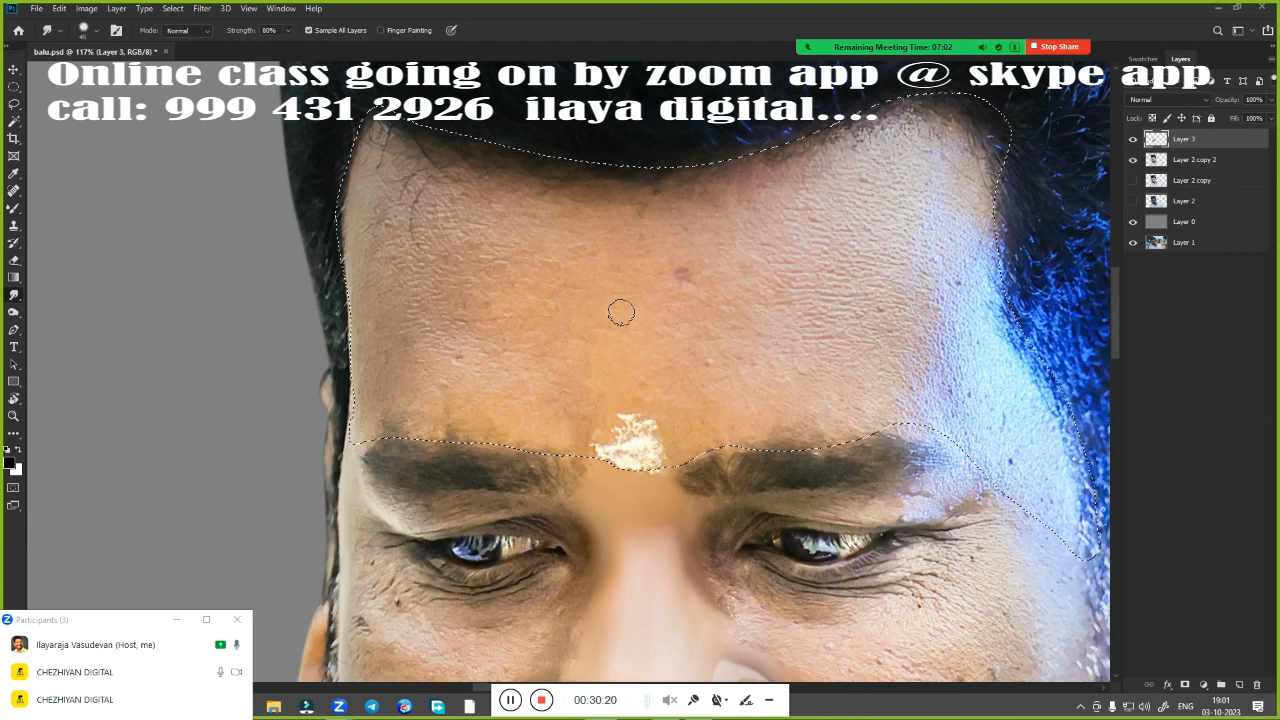 File Edit Image Layer Type Select Filter 3D View Window Help
45 Mode: Normal Strength: 80% Sample All Layers Finger Painting
balu.psd @ 117% (Layer 3, RGB/8) *
Remaining Meeting Time: 07:02 Stop Share
Swatches Layers
Online class going on by zoom app @ skype app
call: 999 431 2926 ilaya digital....
Normal Opacity: 100%
Lock: Fill: 100%
Layer 3
Layer 2 copy 2
Layer 2 copy
Layer 2
Layer 0
Layer 1
Participants (3)
Ilayaraja Vasudevan (Host, me)
CHEZHIYAN DIGITAL
CHEZHIYAN DIGITAL
00:30:20
ENG
19:01
03-10-2023